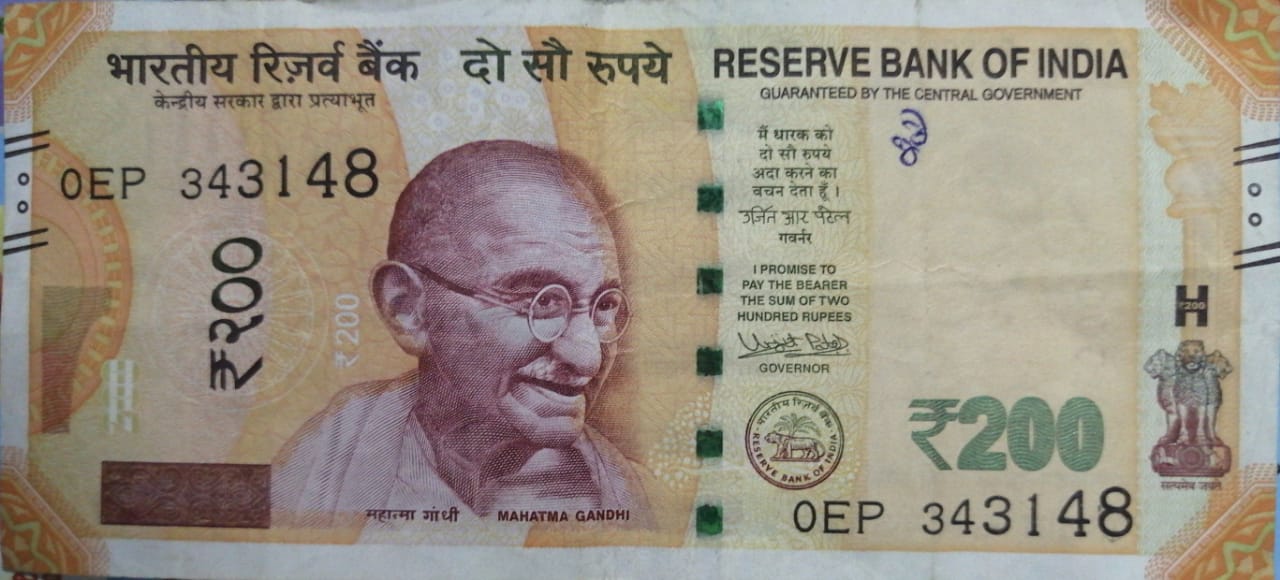 भारतीय रिज़र्व बैंक
केन्द्रीय सरकार द्वारा प्रत्याभूत
दो सौ रुपये
RESERVE BANK OF INDIA
GUARANTEED BY THE CENTRAL GOVERNMENT
0EP 343148
₹२००
₹200
मैं धारक को
दो सौ रुपये
अदा करने का
वचन देता हूँ ।
उर्जित आर पटेल
गवर्नर
I PROMISE TO
PAY THE BEARER
THE SUM OF TWO
HUNDRED RUPEES
Urjit Patel
GOVERNOR
भारतीय रिज़र्व बैंक
RESERVE BANK OF INDIA
₹200
₹200
सत्यमेव जयते
महात्मा गांधी
MAHATMA GANDHI
0EP 343148